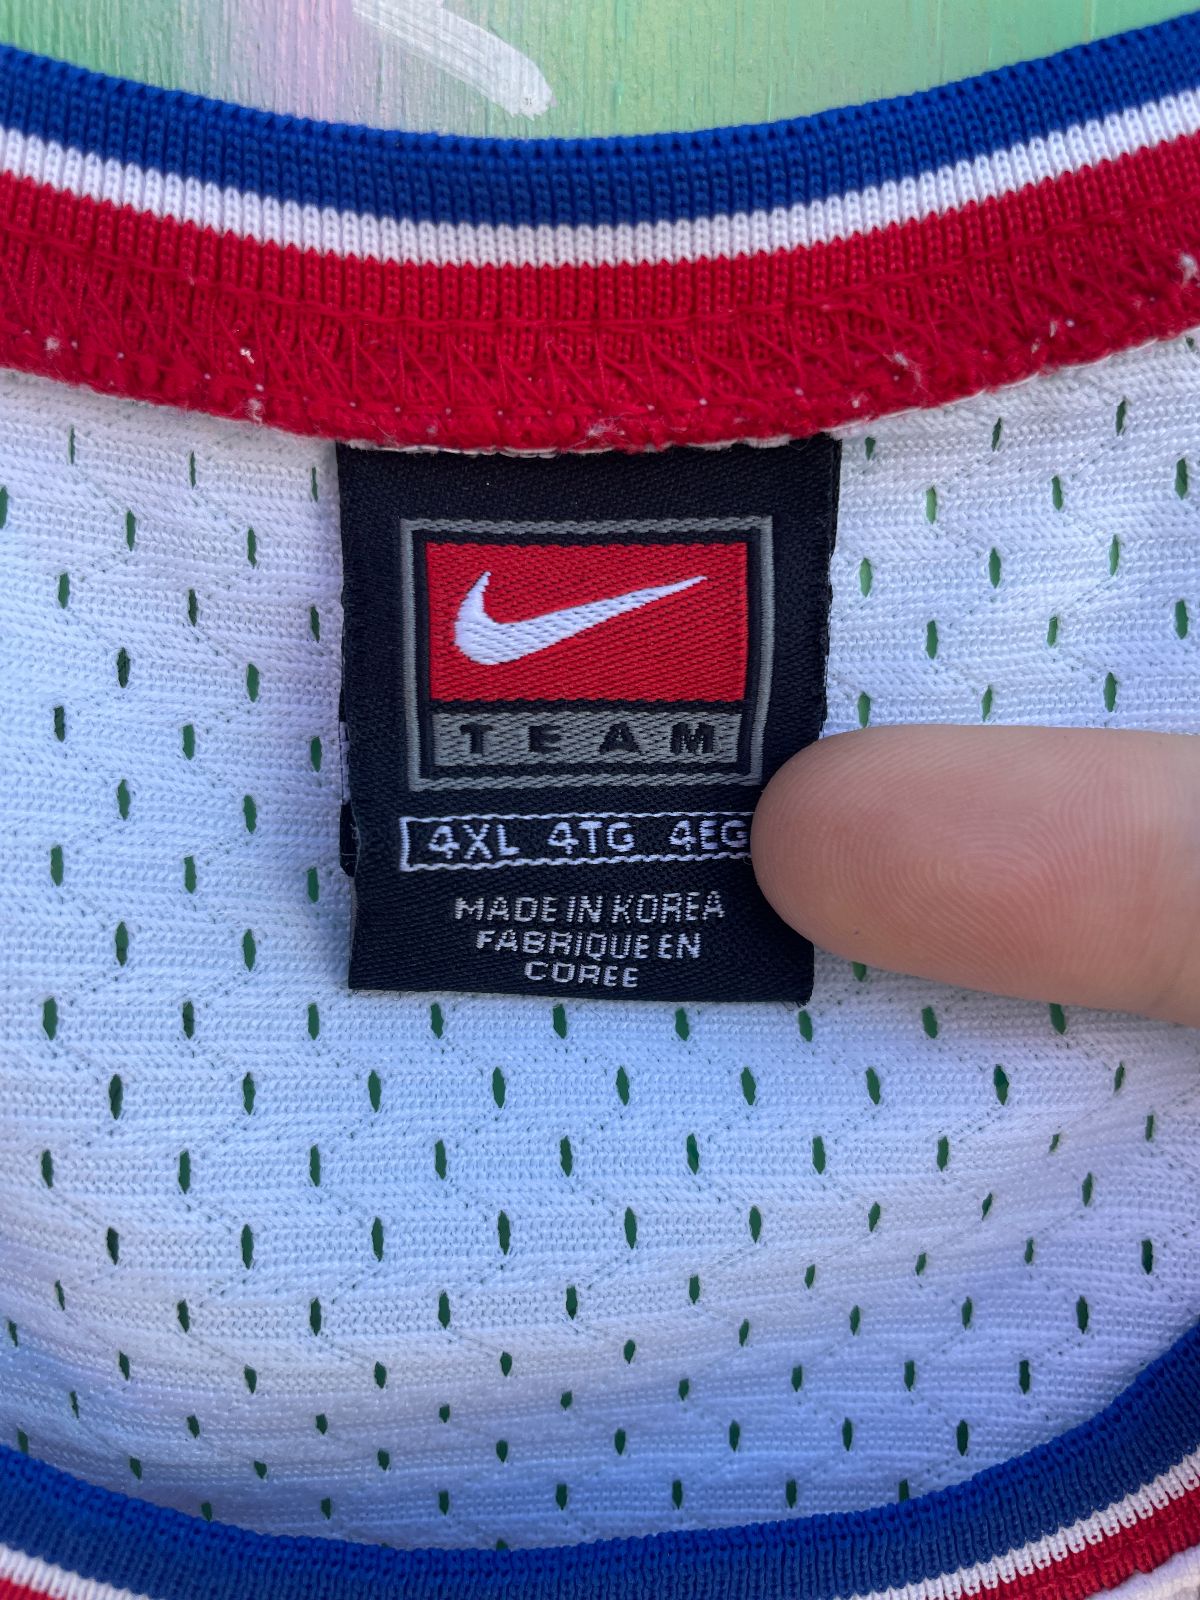 TEAM
4XL 4TG 4EG
MADE IN KOREA
FABRIQUE EN
COREE